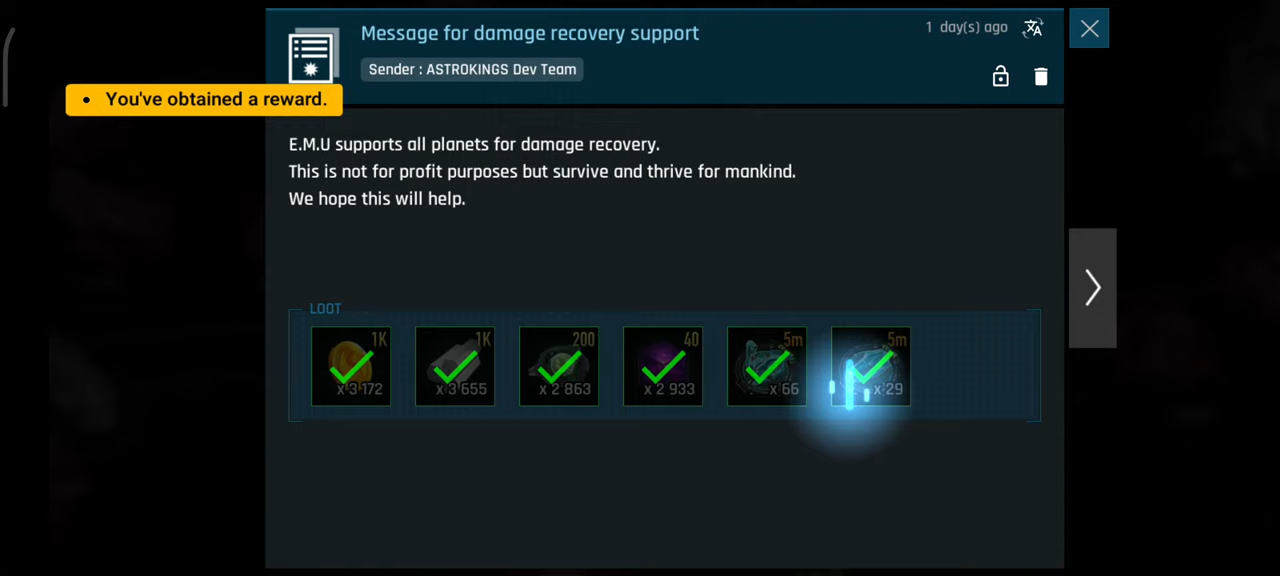 Message for damage recovery support
1 day(s) ago
Sender : ASTROKINGS Dev Team
• You've obtained a reward.
E.M.U supports all planets for damage recovery.
This is not for profit purposes but survive and thrive for mankind.
We hope this will help.
LOOT
1K
1K
200
40
5m
5m
x 3 172
x 3 655
x 2 863
x 2 933
x 66
x 29